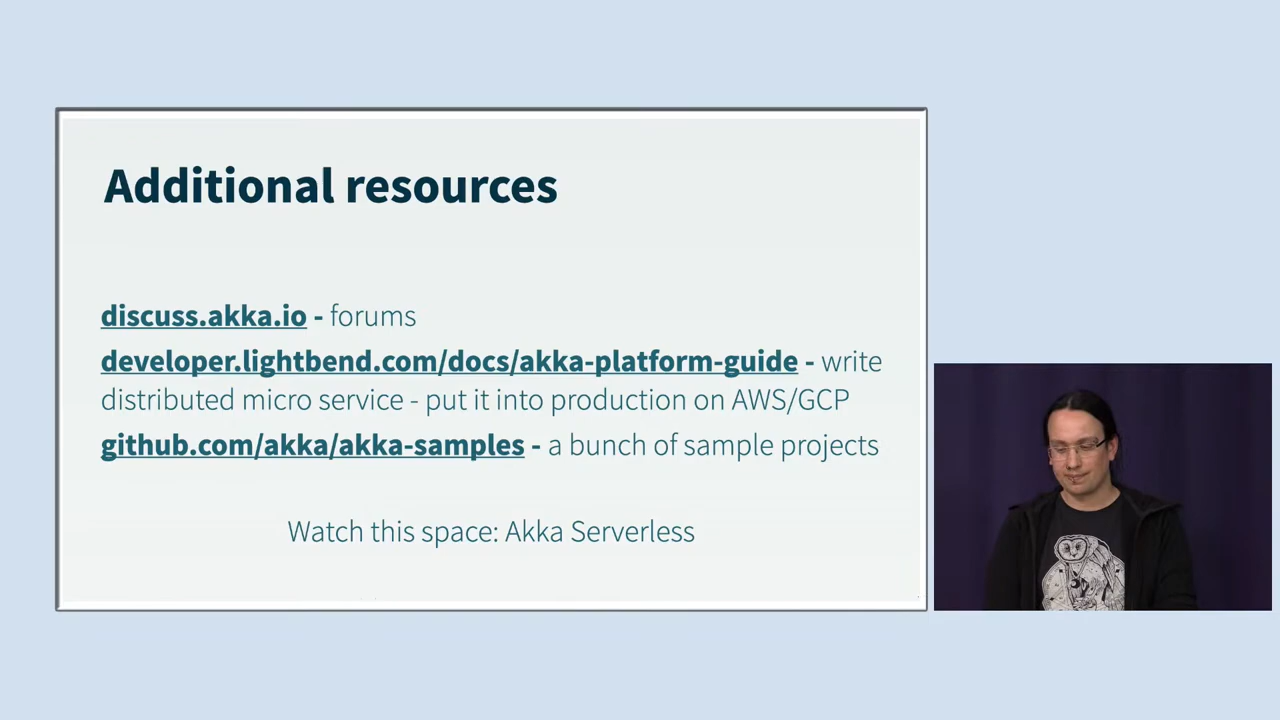 Additional resources
discuss.akka.io - forums
developer.lightbend.com/docs/akka-platform-guide - write
distributed micro service - put it into production on AWS/GCP
github.com/akka/akka-samples - a bunch of sample projects
Watch this space: Akka Serverless